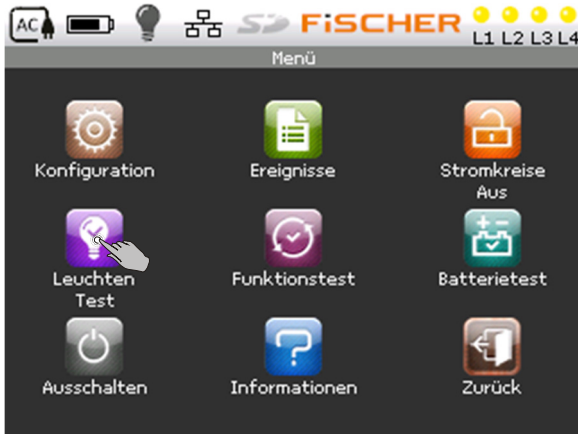 AC SD FiSCHER L1 L2 L3 L4
Menü
Konfiguration Ereignisse Stromkreise
Aus
Leuchten
Test Funktionstest Batterietest
Ausschalten Informationen Zurück